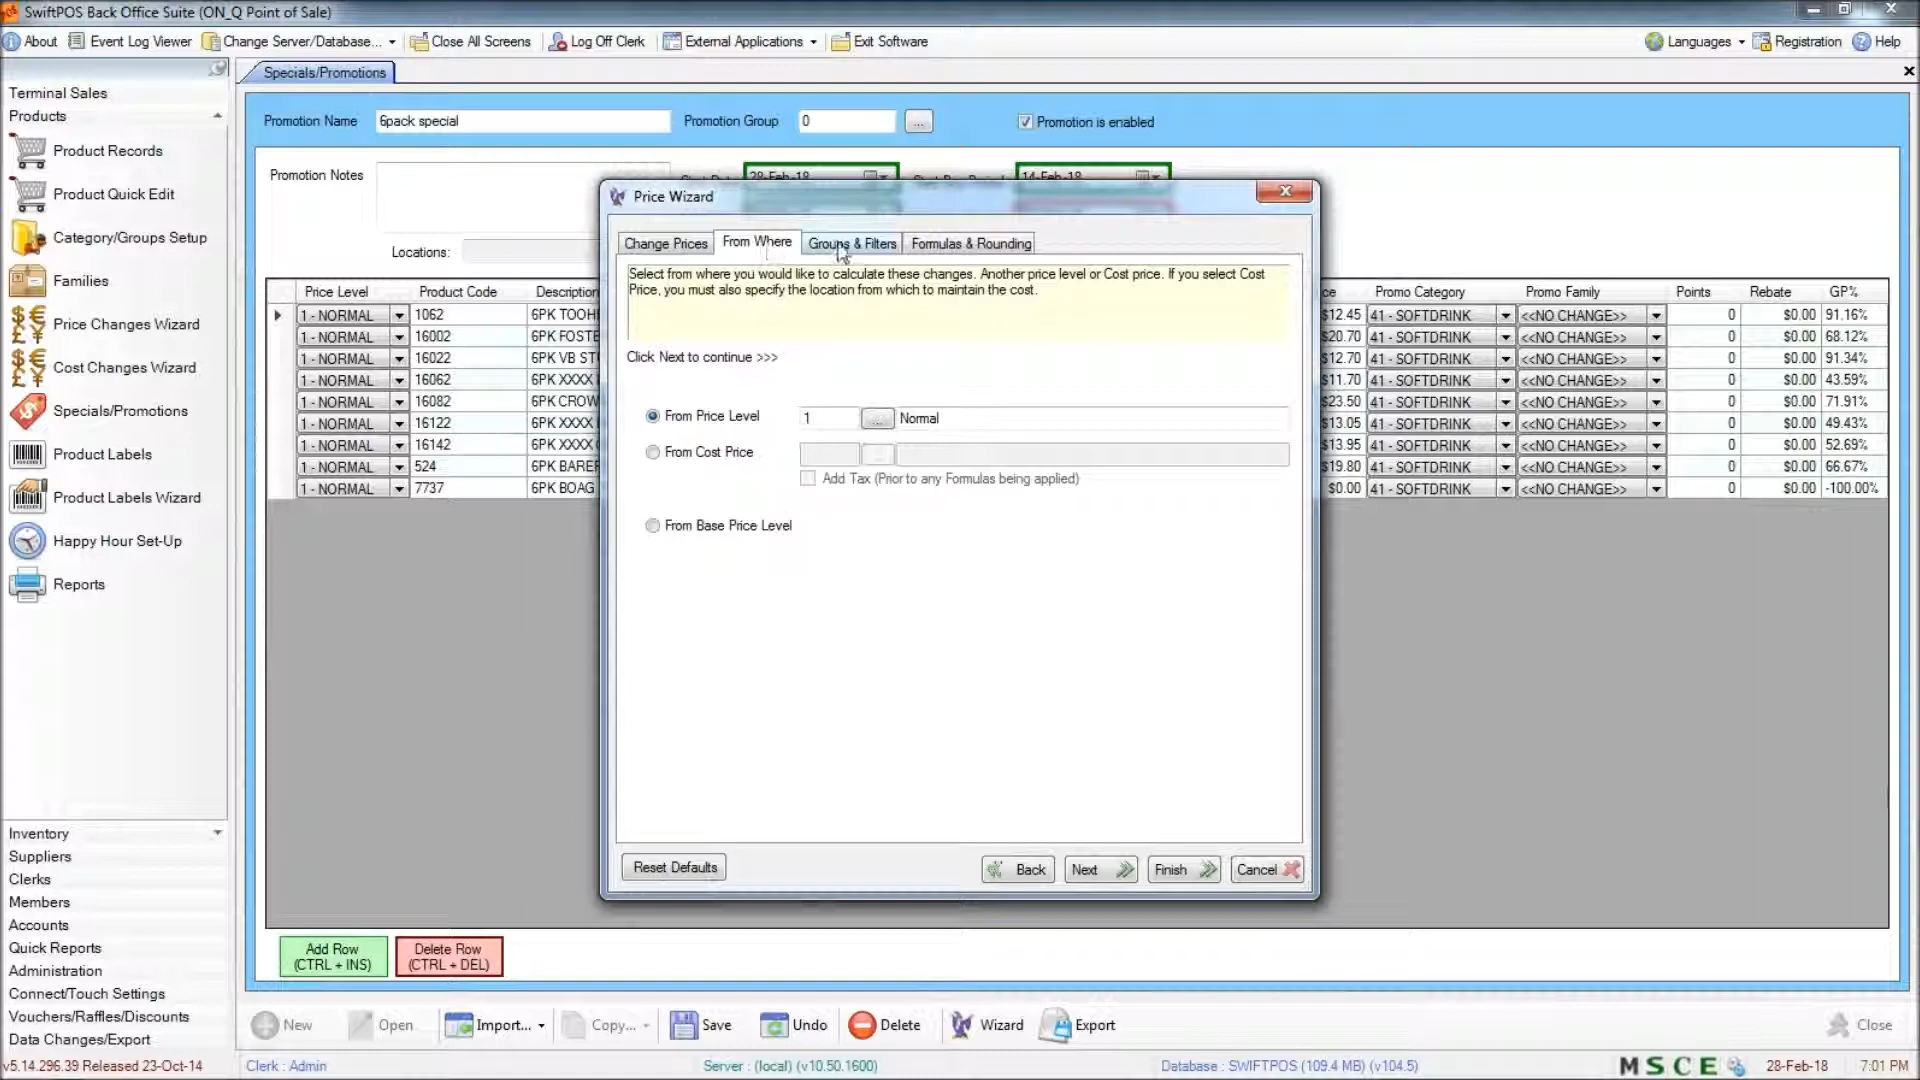 SwiftPOS Back Office Suite (ON_Q Point of Sale)
About Event Log Viewer Change Server/Database... Close All Screens Log Off Clerk External Applications Exit Software Languages Registration Help
Specials/Promotions
Terminal Sales
Products
Product Records
Product Quick Edit
Category/Groups Setup
Families
Price Changes Wizard
Cost Changes Wizard
Specials/Promotions
Product Labels
Product Labels Wizard
Happy Hour Set-Up
Reports
Inventory
Suppliers
Clerks
Members
Accounts
Quick Reports
Administration
Connect/Touch Settings
Vouchers/Raffles/Discounts
Data Changes/Export
Promotion Name 6pack special Promotion Group 0 ... Promotion is enabled
Promotion Notes 28-Feb-18 14-Feb-18
Locations:
Price Level Product Code Description Promo Category Promo Family Points Rebate GP%
1 - NORMAL 1062 6PK TOOH $12.45 41 - SOFTDRINK <<NO CHANGE>> 0 $0.00 91.16%
1 - NORMAL 16002 6PK FOSTE $20.70 41 - SOFTDRINK <<NO CHANGE>> 0 $0.00 68.12%
1 - NORMAL 16022 6PK VB ST $12.70 41 - SOFTDRINK <<NO CHANGE>> 0 $0.00 91.34%
1 - NORMAL 16062 6PK XXXX $11.70 41 - SOFTDRINK <<NO CHANGE>> 0 $0.00 43.59%
1 - NORMAL 16082 6PK CROW $23.50 41 - SOFTDRINK <<NO CHANGE>> 0 $0.00 71.91%
1 - NORMAL 16122 6PK XXXX $13.05 41 - SOFTDRINK <<NO CHANGE>> 0 $0.00 49.43%
1 - NORMAL 16142 6PK XXXX $13.95 41 - SOFTDRINK <<NO CHANGE>> 0 $0.00 52.69%
1 - NORMAL 524 6PK BAREF $19.80 41 - SOFTDRINK <<NO CHANGE>> 0 $0.00 66.67%
1 - NORMAL 7737 6PK BOAG $0.00 41 - SOFTDRINK <<NO CHANGE>> 0 $0.00 -100.00%
Price Wizard
Change Prices From Where Groups & Filters Formulas & Rounding
Select from where you would like to calculate these changes. Another price level or Cost price. If you select Cost
Price, you must also specify the location from which to maintain the cost.
Click Next to continue >>>
From Price Level 1 ... Normal
From Cost Price
Add Tax (Prior to any Formulas being applied)
From Base Price Level
Reset Defaults Back Next Finish Cancel
Add Row
(CTRL + INS)
Delete Row
(CTRL + DEL)
New Open Import... Copy... Save Undo Delete Wizard Export Close
v5.14.296.39 Released 23-Oct-14 Clerk : Admin Server : (local) (v10.50.1600) Database : SWIFTPOS (109.4 MB) (v104.5) M S C E 28-Feb-18 7:01 PM